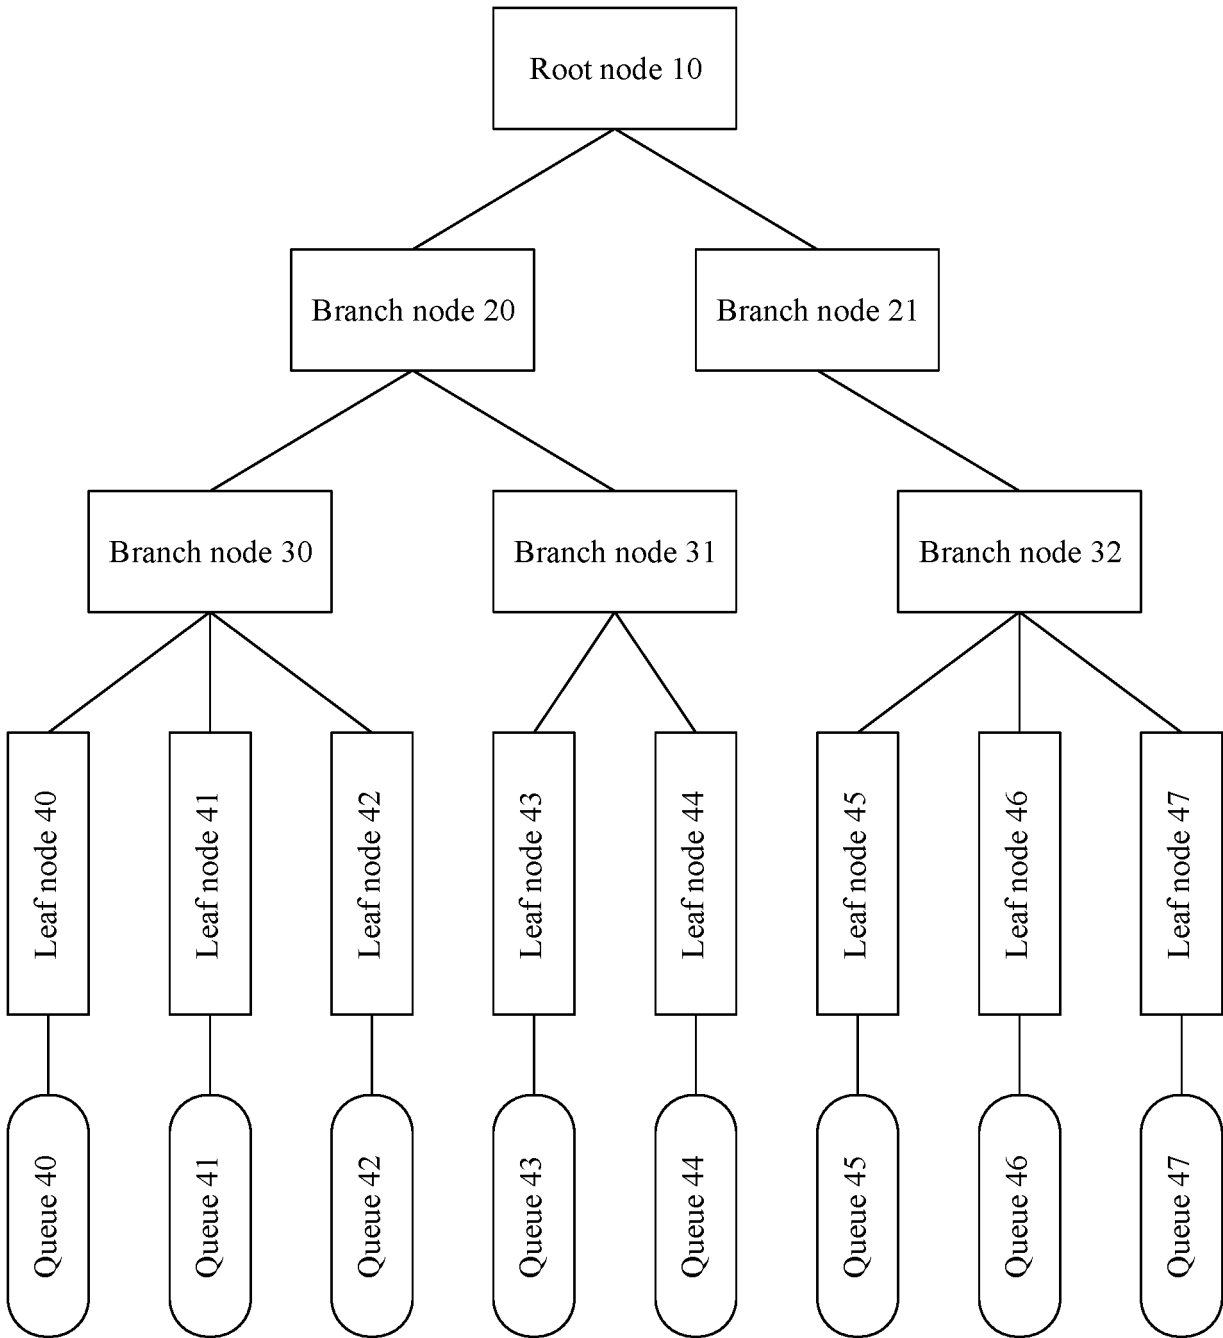 Root node 10
Branch node 20
Branch node 21
Branch node 30
Branch node 31
Branch node 32
Leaf node 40
Leaf node 41
Leaf node 42
Leaf node 43
Leaf node 44
Leaf node 45
Leaf node 46
Leaf node 47
Queue 40
Queue 41
Queue 42
Queue 43
Queue 44
Queue 45
Queue 46
Queue 47